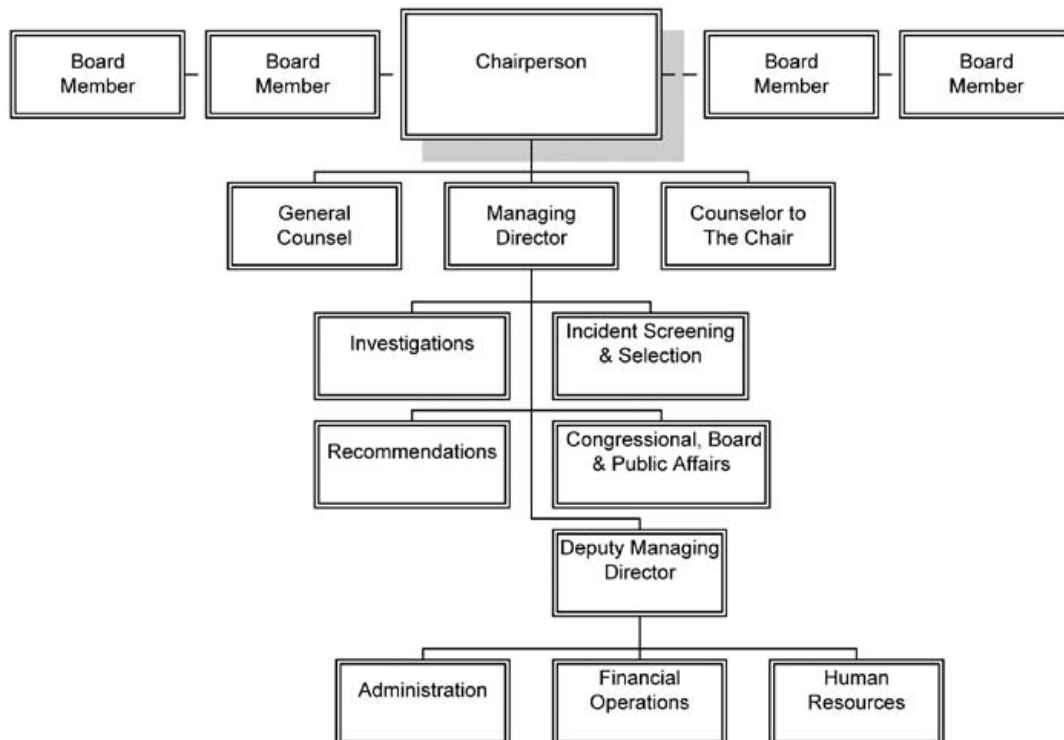 Board
Member
Board
Member
Chairperson
Board
Member
Board
Member
General
Counsel
Managing
Director
Counselor to
The Chair
Investigations
Incident Screening
& Selection
Recommendations
Congressional, Board
& Public Affairs
Deputy Managing
Director
Administration
Financial
Operations
Human
Resources